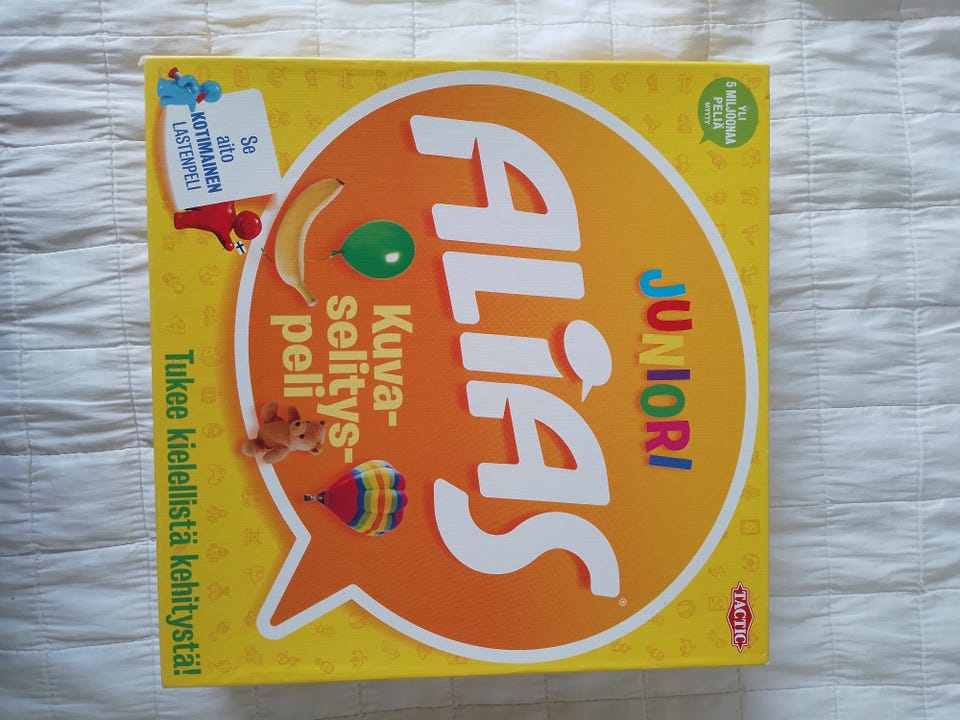 YLI
5 MILJOONAA
PELIÄ
MYYTY
JUNIORI
ALIAS
®
Kuva-
selitys-
peli
Se
aito
KOTIMAINEN
LASTENPELI
Tukee kielellistä kehitystä!
TACTIC